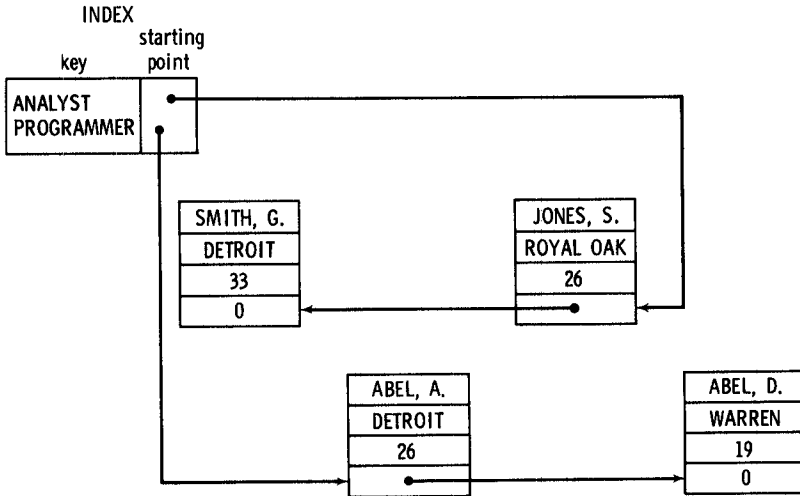 INDEX
key
starting
point
ANALYST
PROGRAMMER
SMITH, G.
DETROIT
33
0
JONES, S.
ROYAL OAK
26
ABEL, A.
DETROIT
26
ABEL, D.
WARREN
19
0